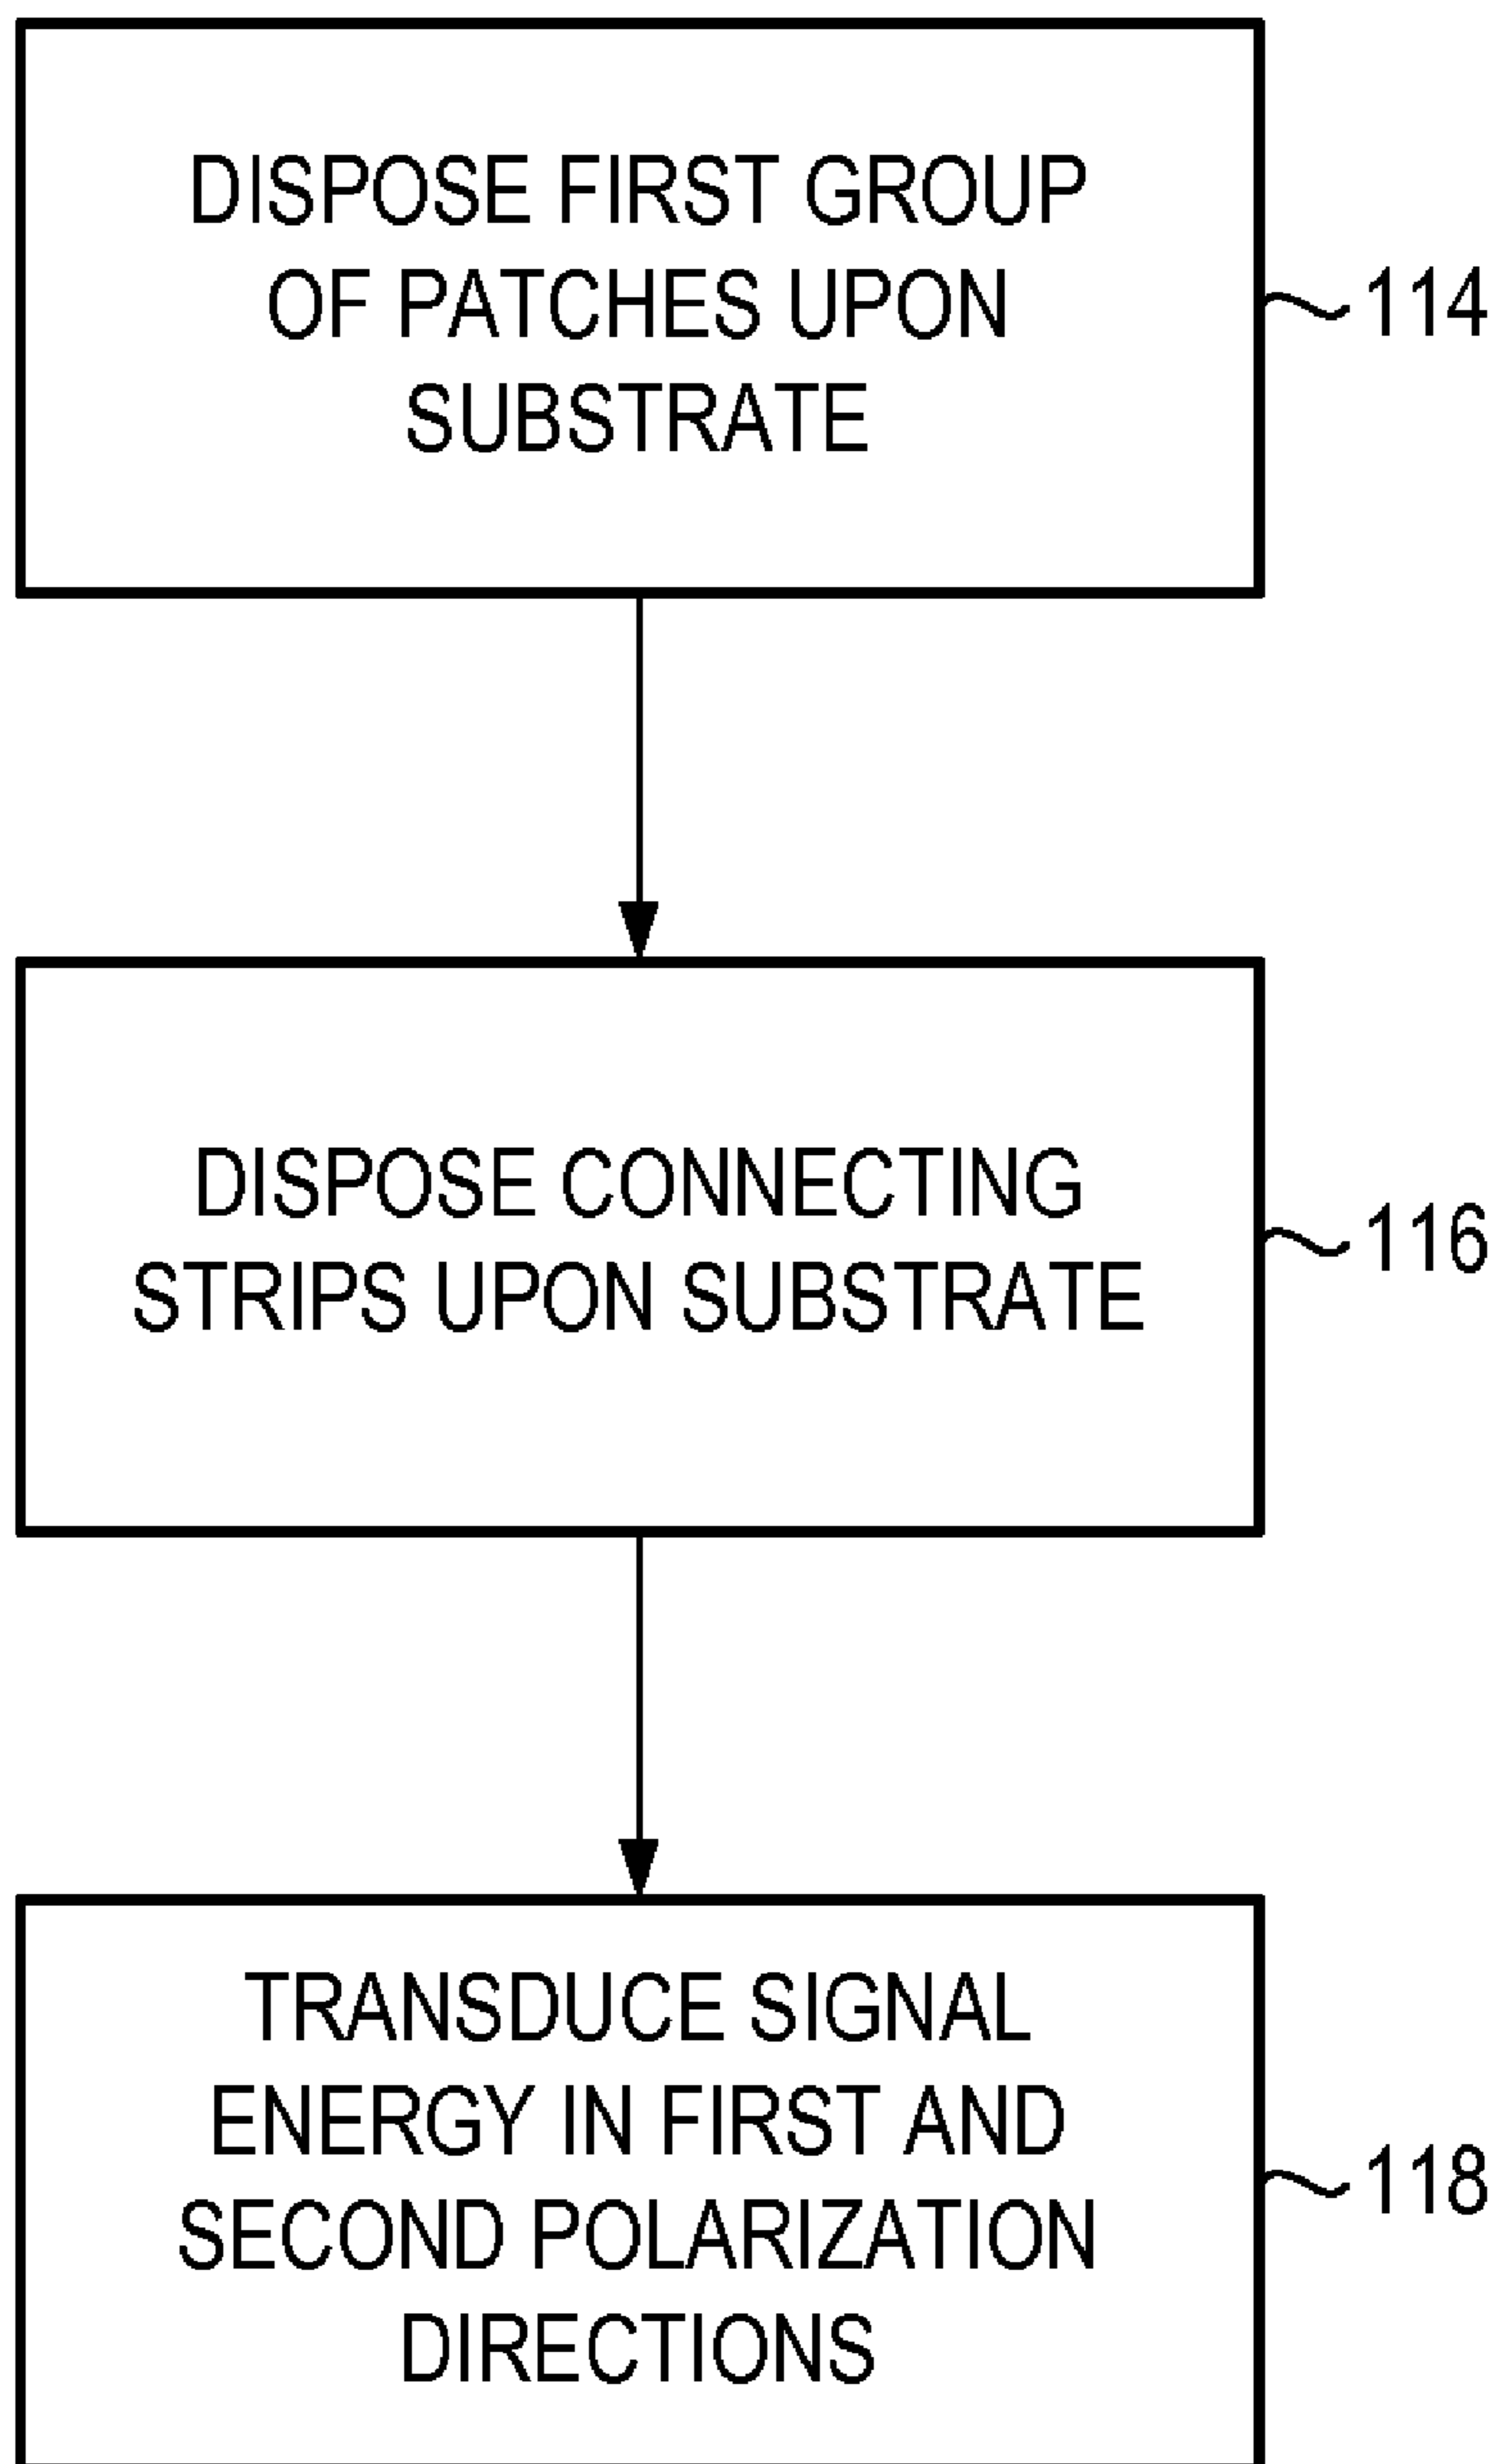 DISPOSE FIRST GROUP
OF PATCHES UPON
SUBSTRATE
114
DISPOSE CONNECTING
STRIPS UPON SUBSTRATE
116
TRANSDUCE SIGNAL
ENERGY IN FIRST AND
SECOND POLARIZATION
DIRECTIONS
118